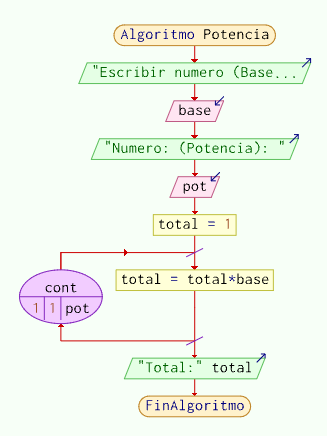 Algoritmo Potencia
"Escribir numero (Base...
base
"Numero: (Potencia): "
pot
total = 1
total = total*base
cont
1 1 pot
"Total:" total
FinAlgoritmo